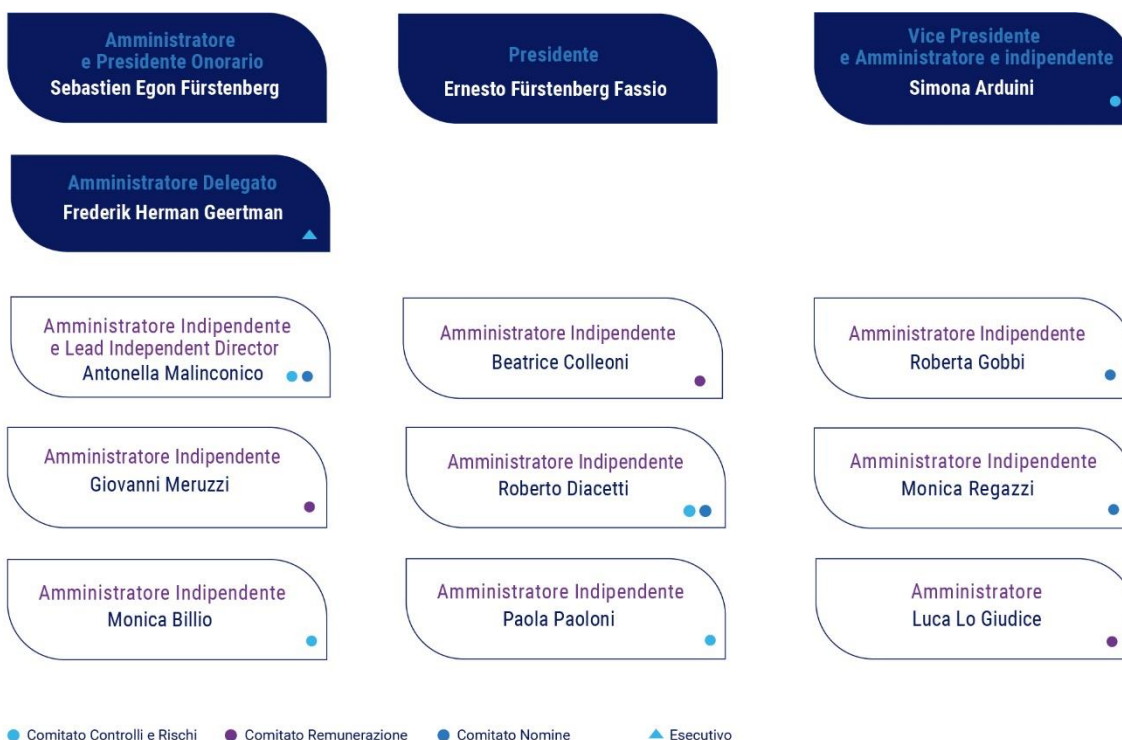 Amministratore
e Presidente Onorario
Sebastien Egon Fürstenberg
Presidente
Ernesto Fürstenberg Fassio
Vice Presidente
e Amministratore e indipendente
Simona Arduini
Amministratore Delegato
Frederik Herman Geertman
Amministratore Indipendente
e Lead Independent Director
Antonella Malinconico
Amministratore Indipendente
Beatrice Colleoni
Amministratore Indipendente
Roberta Gobbi
Amministratore Indipendente
Giovanni Meruzzi
Amministratore Indipendente
Roberto Diacetti
Amministratore Indipendente
Monica Regazzi
Amministratore Indipendente
Monica Billio
Amministratore Indipendente
Paola Paoloni
Amministratore
Luca Lo Giudice
Comitato Controlli e Rischi Comitato Remunerazione Comitato Nomine Esecutivo